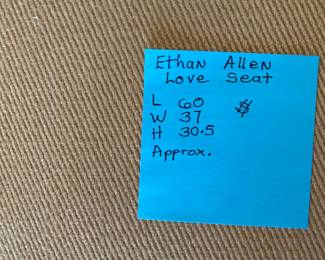 Ethan Allen
Love Seat
L 60 $
W 37
H 30.5
Approx.